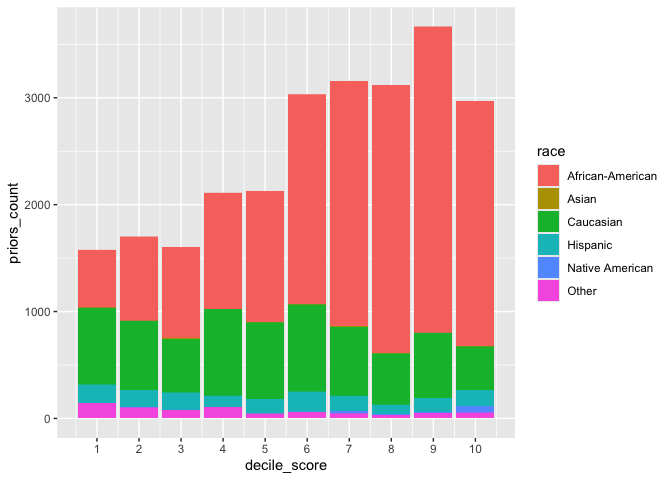 priors_count
3000
2000
1000
0
1 2 3 4 5 6 7 8 9 10
decile_score
race
African-American
Asian
Caucasian
Hispanic
Native American
Other